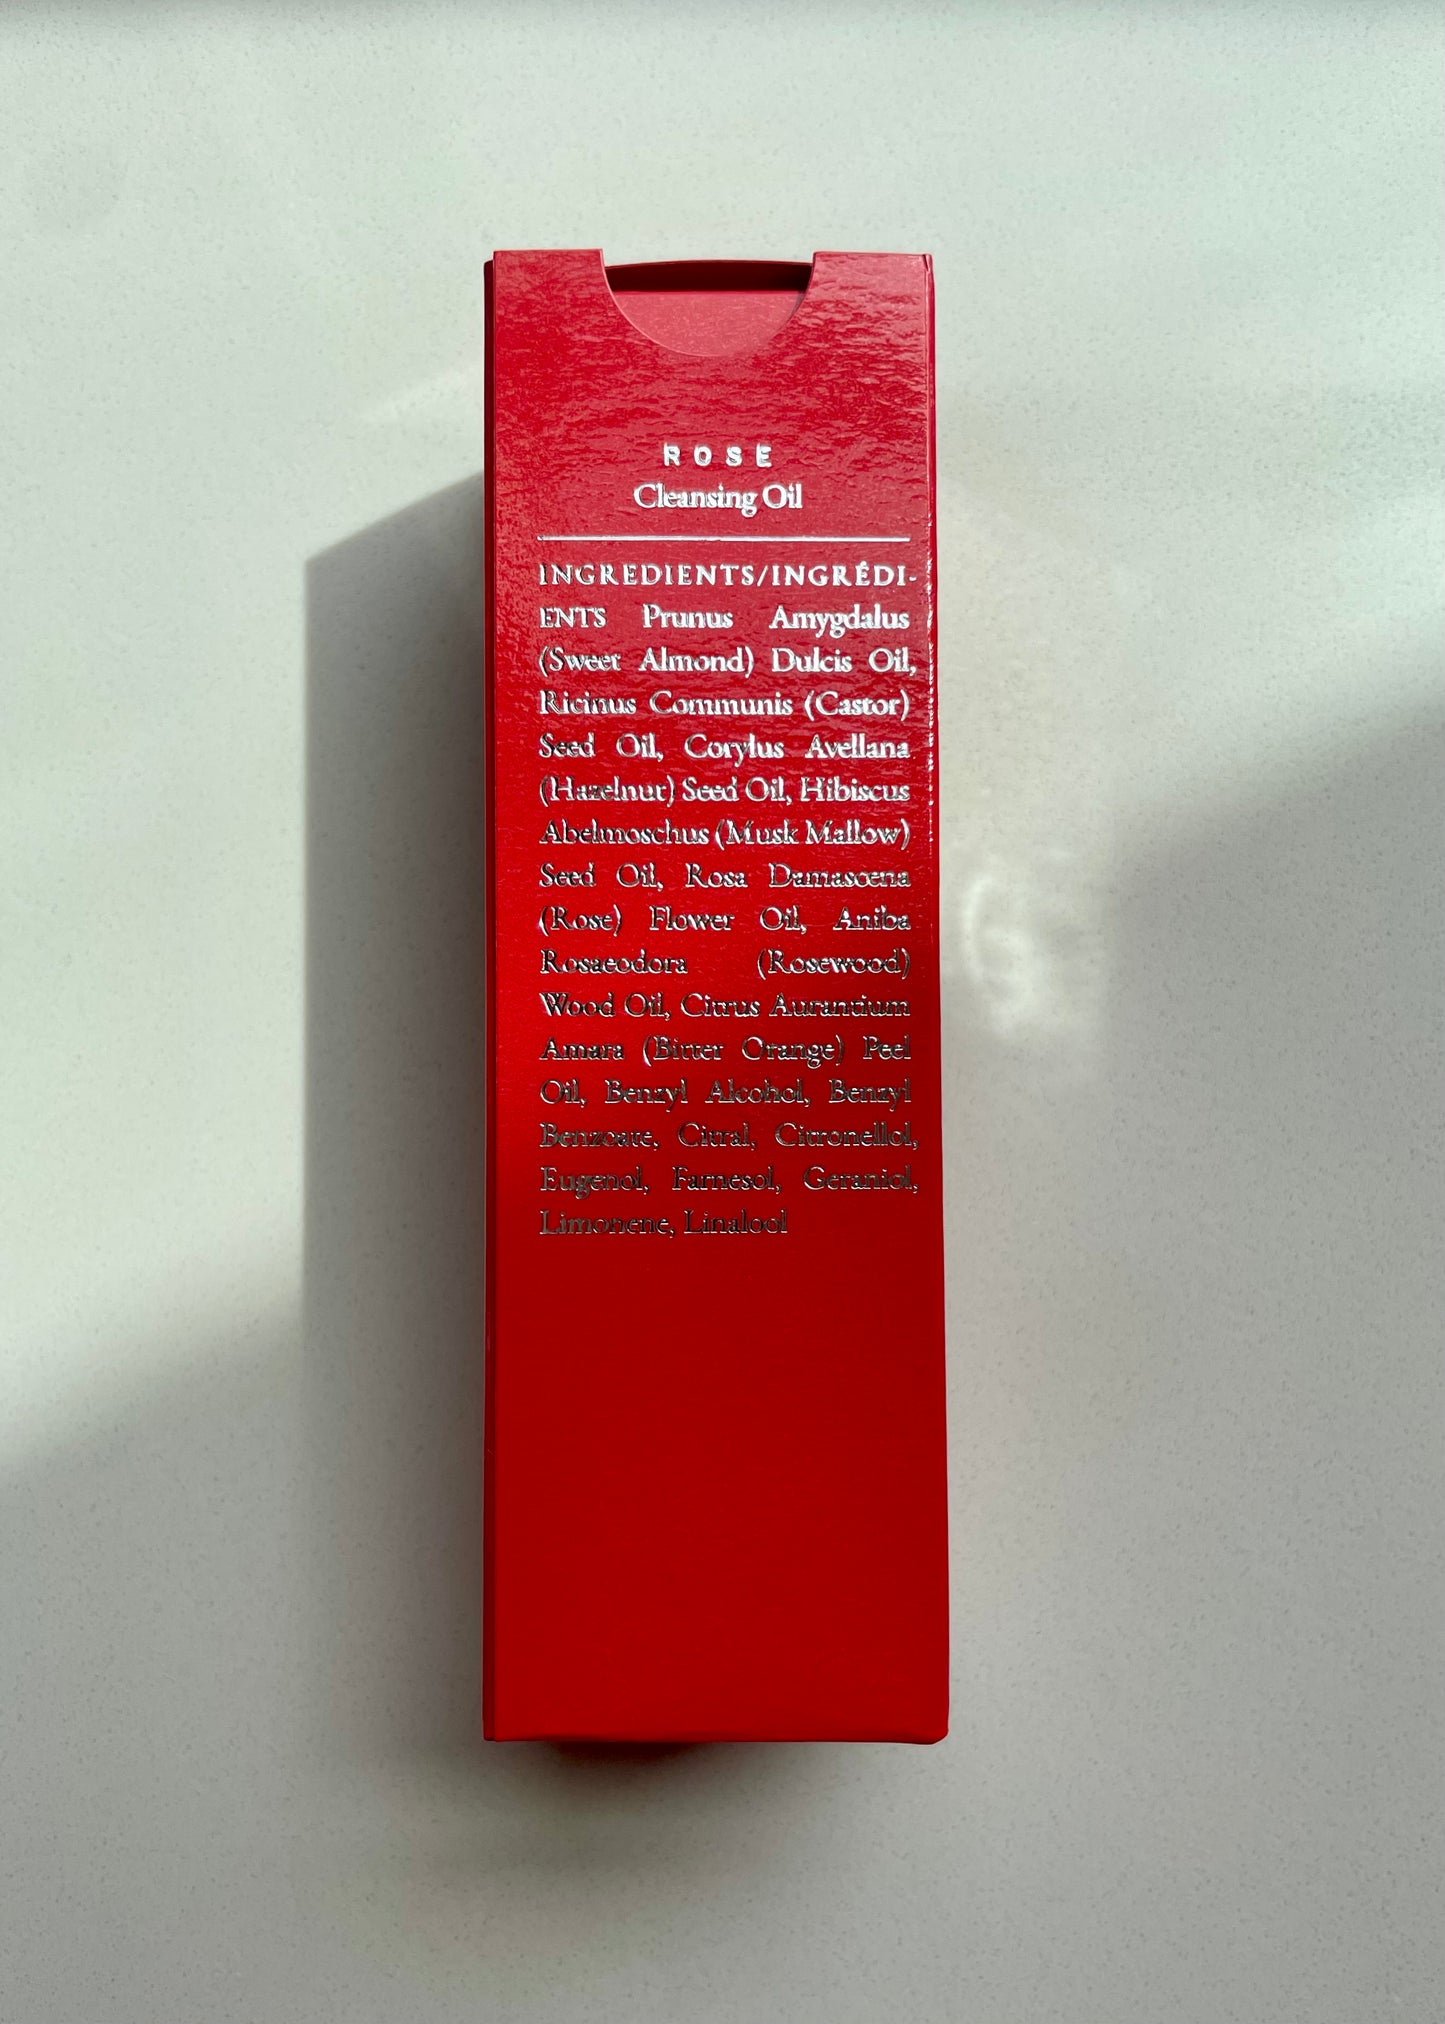 ROSE
Cleansing Oil
INGREDIENTS/INGRÉDI-
ENTS Prunus Amygdalus
(Sweet Almond) Dulcis Oil,
Ricinus Communis (Castor)
Seed Oil, Corylus Avellana
(Hazelnut) Seed Oil, Hibiscus
Abelmoschus (Musk Mallow)
Seed Oil, Rosa Damascena
(Rose) Flower Oil, Aniba
Rosaeodora (Rosewood)
Wood Oil, Citrus Aurantium
Amara (Bitter Orange) Peel
Oil, Benzyl Alcohol, Benzyl
Benzoate, Citral, Citronellol,
Eugenol, Farnesol, Geraniol,
Limonene, Linalool